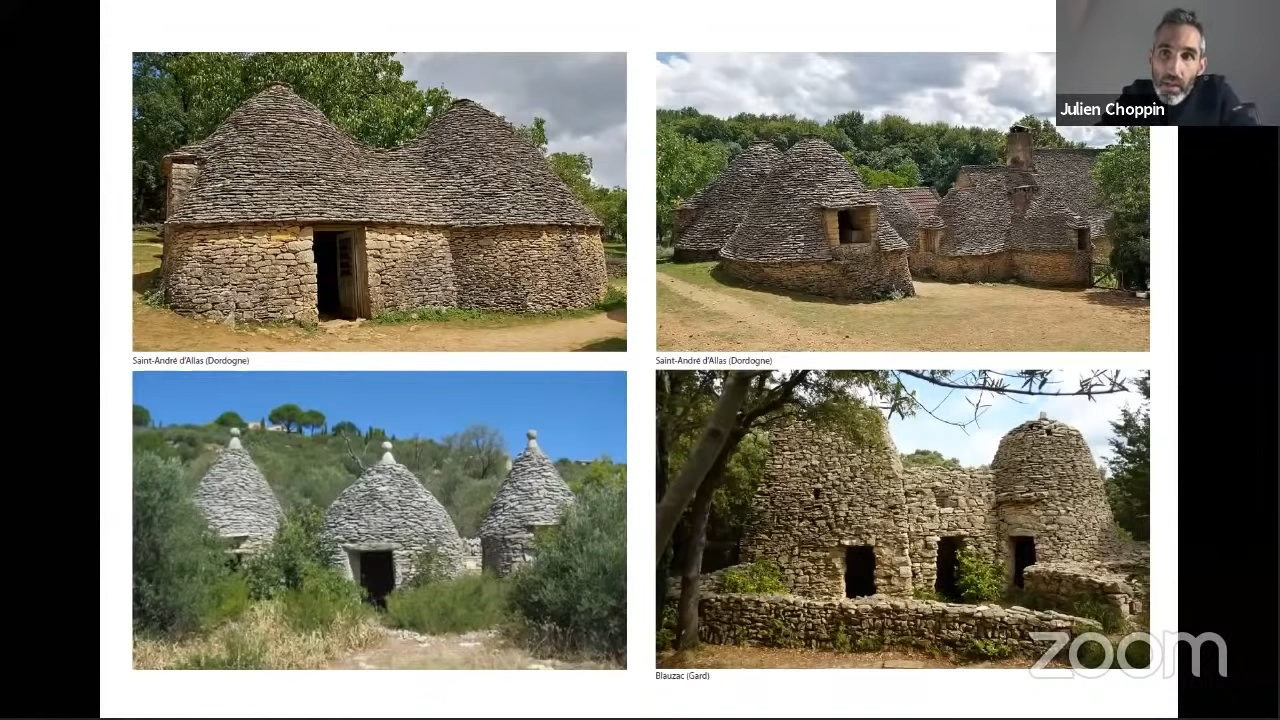 Julien Choppin
Saint-André d'Allas (Dordogne)
Saint-André d'Allas (Dordogne)
Blauzac (Gard)
zoom